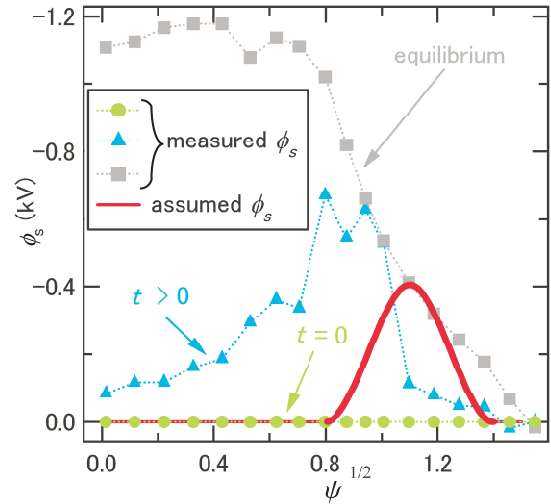 −1.2
−0.8
−0.4
0.0
ϕs (kV)
equilibrium
measured ϕs
assumed ϕs
t > 0
t = 0
0.0 0.4 0.8 1.2
ψ 1/2